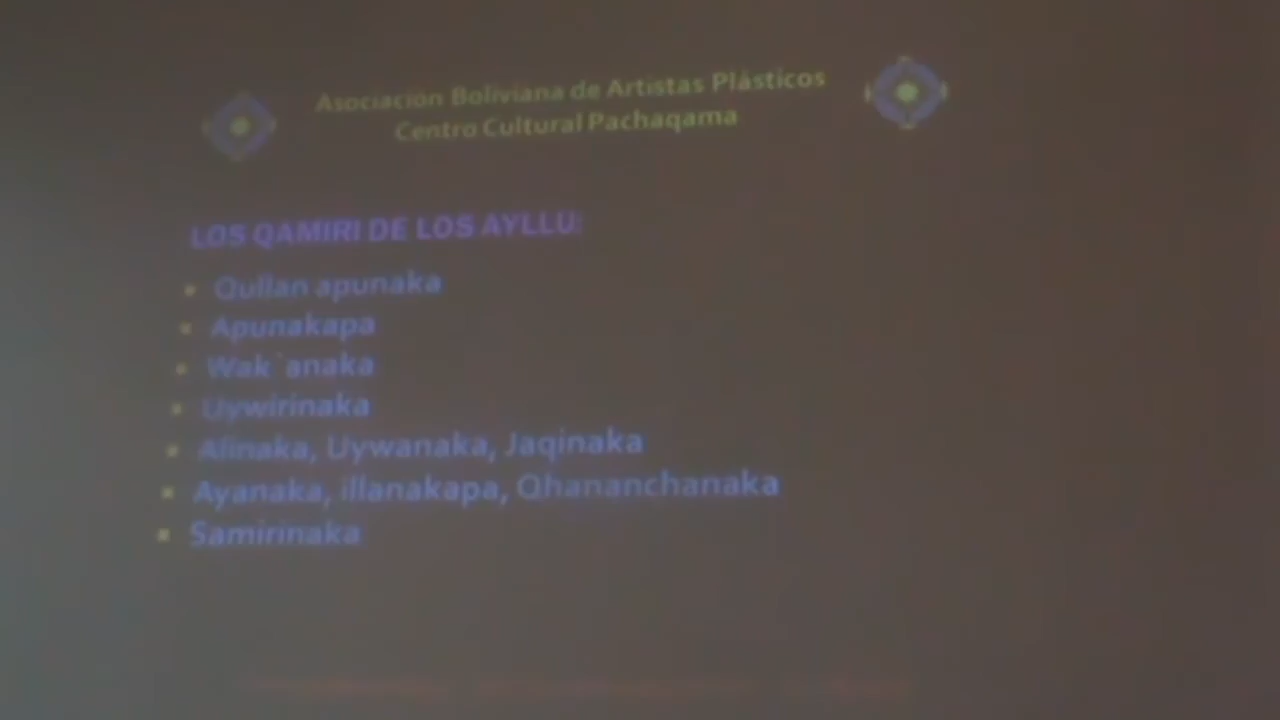 Asociación Boliviana de Artistas Plásticos
Centro Cultural Pachaqama
LOS QAMIRI DE LOS AYLLU:
Qullan apunaka
Apunakapa
Wak`anaka
Uywirinaka
Alinaka, Uywanaka, Jaqinaka
Ayanaka, illanakapa, Qhananchanaka
Samirinaka